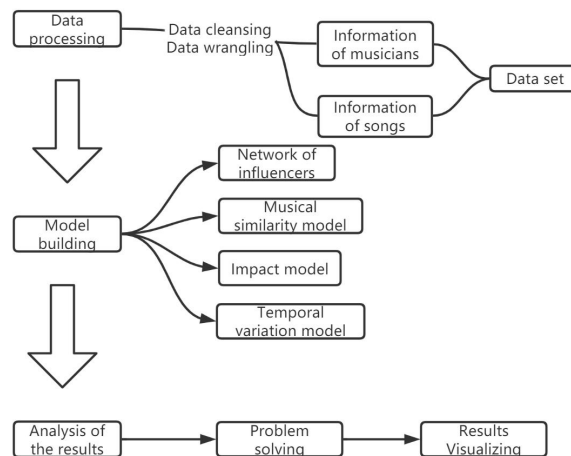 Data
processing
Data cleansing
Data wrangling
Information
of musicians
Information
of songs
Data set
Model
building
Network of
influencers
Musical
similarity model
Impact model
Temporal
variation model
Analysis of
the results
Problem
solving
Results
Visualizing